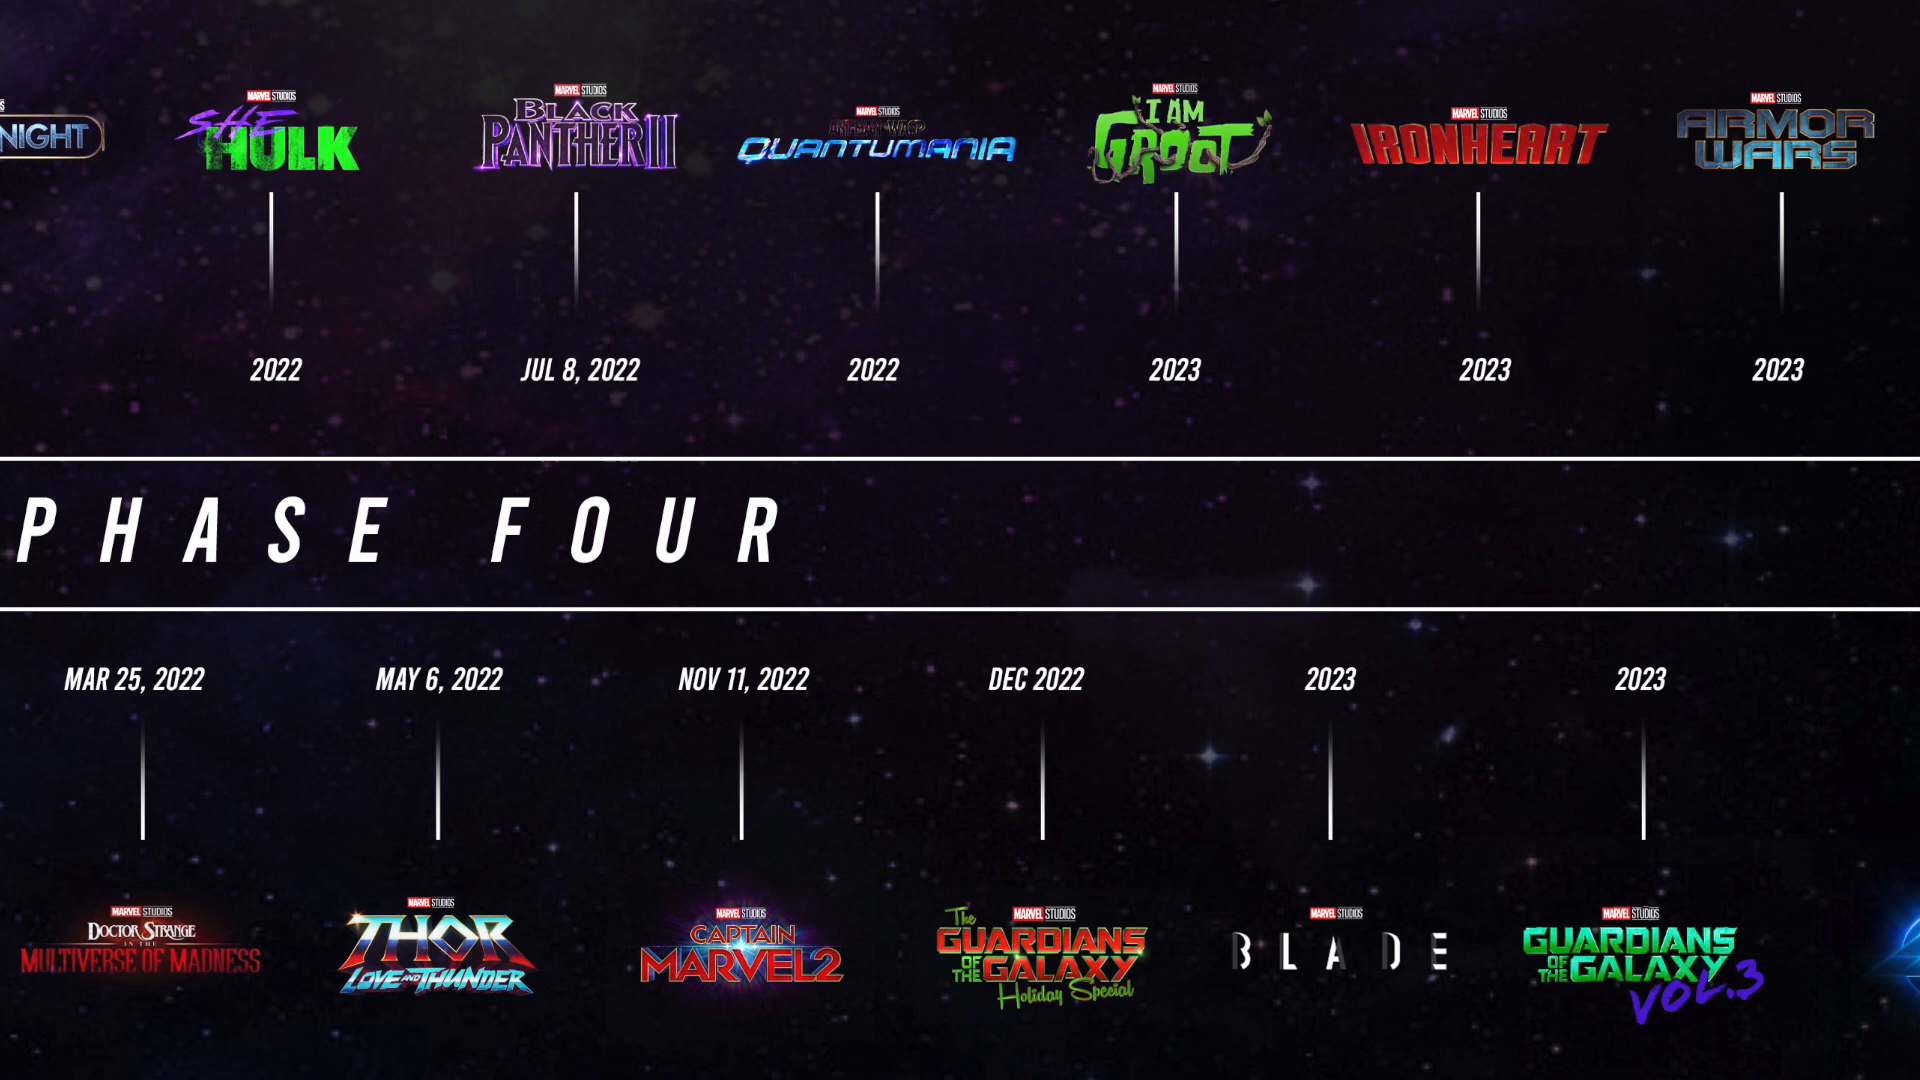 S
NIGHT
MARVEL STUDIOS
SHE
HULK
MARVEL STUDIOS
BLACK
PANTHER II
MARVEL STUDIOS
ANT-MAN WASP
QUANTUMANIA
MARVEL STUDIOS
I AM
GROOT
MARVEL STUDIOS
IRONHEART
MARVEL STUDIOS
ARMOR
WARS
2022
JUL 8, 2022
2022
2023
2023
2023
PHASE FOUR
MAR 25, 2022
MAY 6, 2022
NOV 11, 2022
DEC 2022
2023
2023
MARVEL STUDIOS
DOCTOR STRANGE
IN THE
MULTIVERSE OF MADNESS
MARVEL STUDIOS
THOR
LOVE AND THUNDER
MARVEL STUDIOS
CAPTAIN
MARVEL 2
MARVEL STUDIOS
The
GUARDIANS
OF THE GALAXY
Holiday Special
MARVEL STUDIOS
BLADE
MARVEL STUDIOS
GUARDIANS
OF THE GALAXY
VOL.3